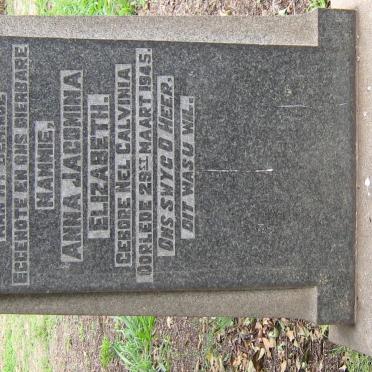 EGGENOTE EN ONS DIERBARE
MAMMIE,
ANNA JACOMINA
ELIZABETH.
GEBORE NEL CALVINIA
OORLEDE 29STE MAART 1945.
ONS SWYG O HEER,
DIT WAS U WIL.